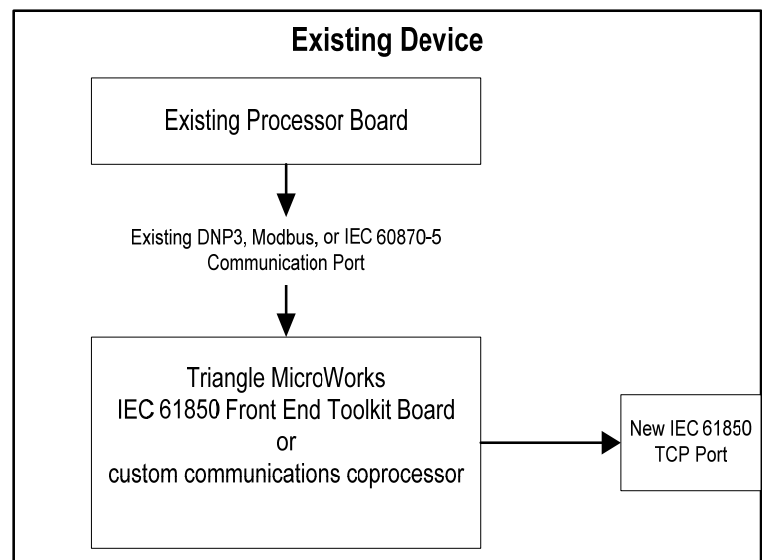 Existing Device
Existing Processor Board
Existing DNP3, Modbus, or IEC 60870-5
Communication Port
Triangle MicroWorks
IEC 61850 Front End Toolkit Board
or
custom communications coprocessor
New IEC 61850
TCP Port